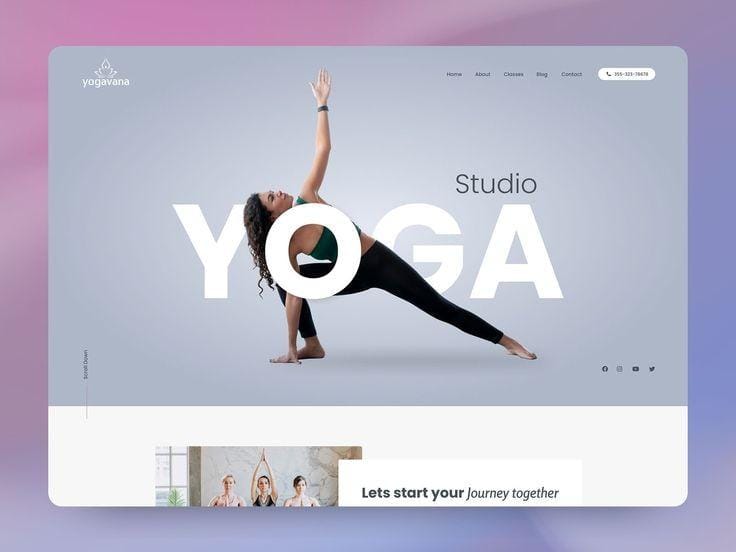 yogavana
Home About Classes Blog Contact 355-323-78678
Studio
YOGA
Scroll Down
Lets start your Journey together